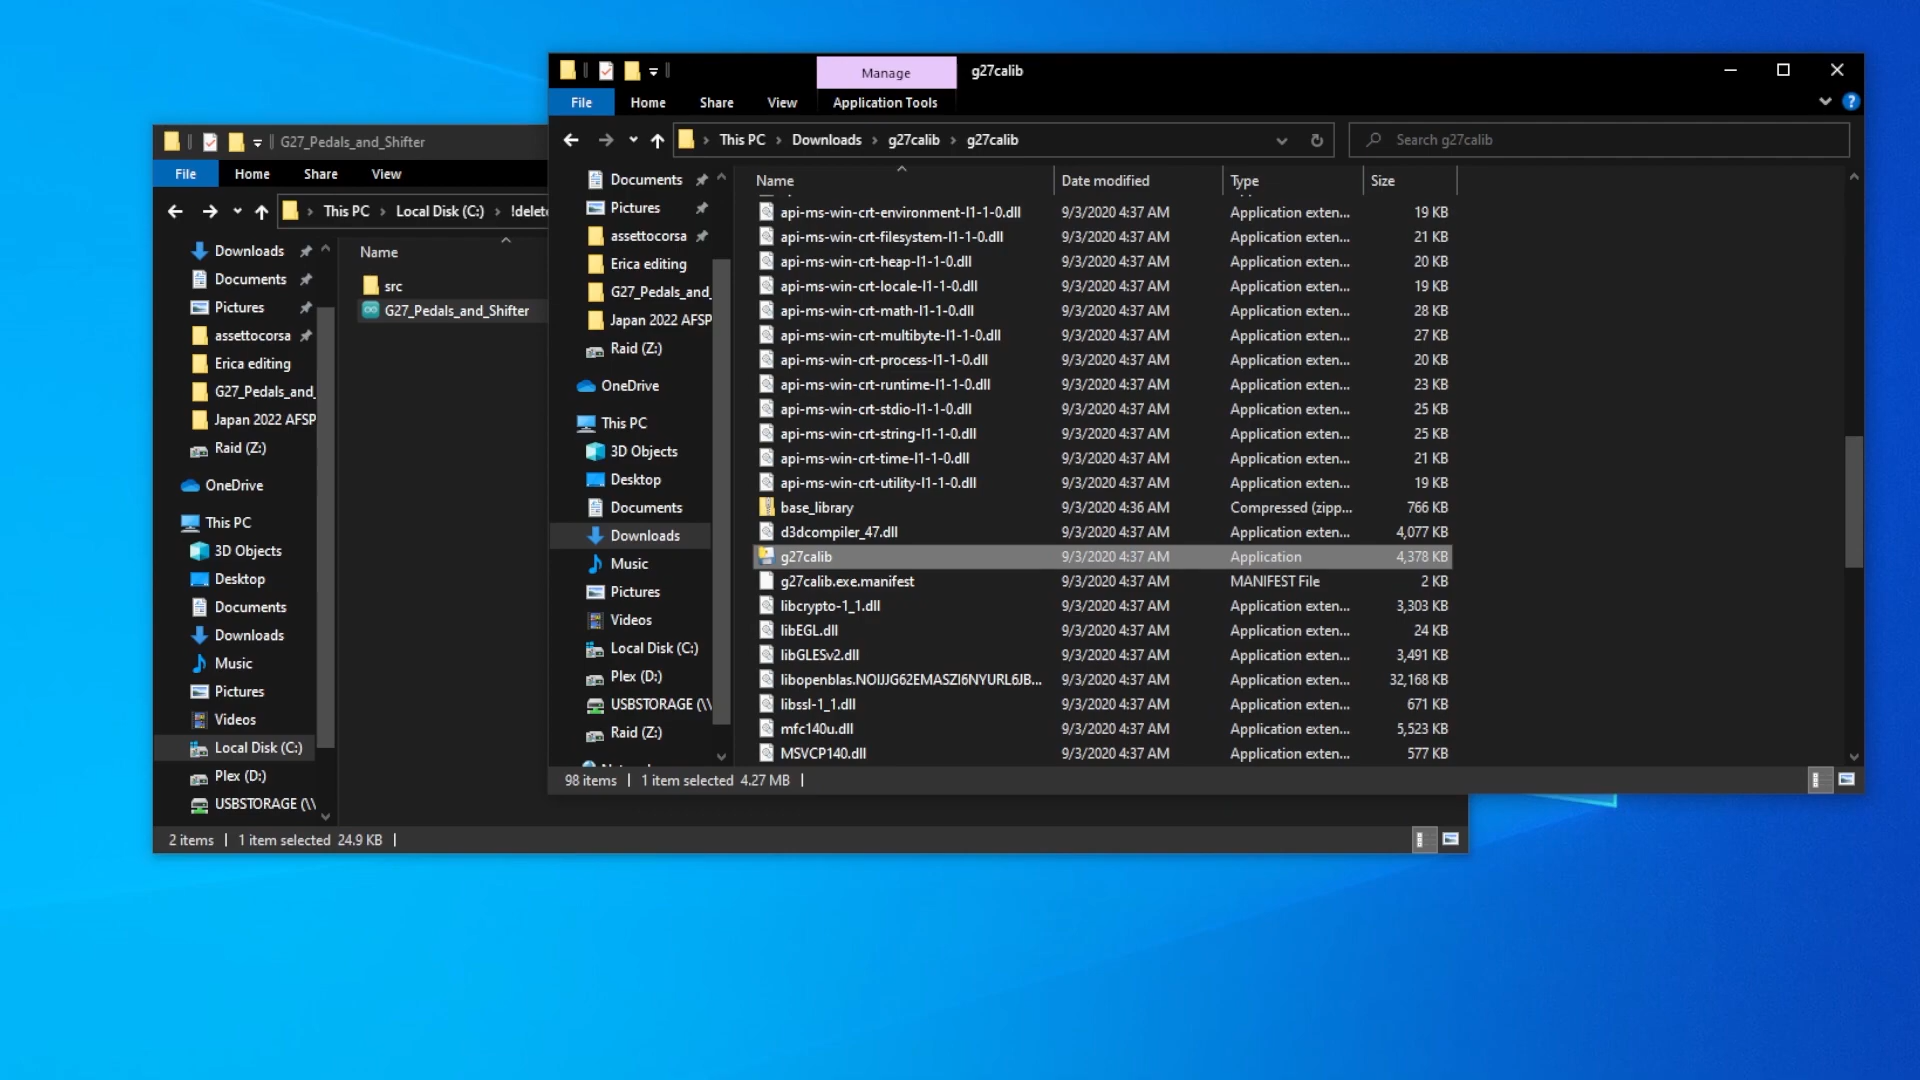 G27_Pedals_and_Shifter
File Home Share View
This PC > Local Disk (C:) > !delet
Downloads
Documents
Pictures
assettocorsa
Erica editing
G27_Pedals_and_
Japan 2022 AFSP
Raid (Z:)
OneDrive
This PC
3D Objects
Desktop
Documents
Downloads
Music
Pictures
Videos
Local Disk (C:)
Plex (D:)
USBSTORAGE (\\
Name
src
G27_Pedals_and_Shifter
2 items | 1 item selected 24.9 KB |
Manage g27calib
File Home Share View Application Tools
This PC > Downloads > g27calib > g27calib
Search g27calib
Documents
Pictures
assettocorsa
Erica editing
G27_Pedals_and_
Japan 2022 AFSP
Raid (Z:)
OneDrive
This PC
3D Objects
Desktop
Documents
Downloads
Music
Pictures
Videos
Local Disk (C:)
Plex (D:)
USBSTORAGE (\\
Raid (Z:)
Name Date modified Type Size
api-ms-win-crt-environment-l1-1-0.dll 9/3/2020 4:37 AM Application exten... 19 KB
api-ms-win-crt-filesystem-l1-1-0.dll 9/3/2020 4:37 AM Application exten... 21 KB
api-ms-win-crt-heap-l1-1-0.dll 9/3/2020 4:37 AM Application exten... 20 KB
api-ms-win-crt-locale-l1-1-0.dll 9/3/2020 4:37 AM Application exten... 19 KB
api-ms-win-crt-math-l1-1-0.dll 9/3/2020 4:37 AM Application exten... 28 KB
api-ms-win-crt-multibyte-l1-1-0.dll 9/3/2020 4:37 AM Application exten... 27 KB
api-ms-win-crt-process-l1-1-0.dll 9/3/2020 4:37 AM Application exten... 20 KB
api-ms-win-crt-runtime-l1-1-0.dll 9/3/2020 4:37 AM Application exten... 23 KB
api-ms-win-crt-stdio-l1-1-0.dll 9/3/2020 4:37 AM Application exten... 25 KB
api-ms-win-crt-string-l1-1-0.dll 9/3/2020 4:37 AM Application exten... 25 KB
api-ms-win-crt-time-l1-1-0.dll 9/3/2020 4:37 AM Application exten... 21 KB
api-ms-win-crt-utility-l1-1-0.dll 9/3/2020 4:37 AM Application exten... 19 KB
base_library 9/3/2020 4:36 AM Compressed (zipp... 766 KB
d3dcompiler_47.dll 9/3/2020 4:37 AM Application exten... 4,077 KB
g27calib 9/3/2020 4:37 AM Application 4,378 KB
g27calib.exe.manifest 9/3/2020 4:37 AM MANIFEST File 2 KB
libcrypto-1_1.dll 9/3/2020 4:37 AM Application exten... 3,303 KB
libEGL.dll 9/3/2020 4:37 AM Application exten... 24 KB
libGLESv2.dll 9/3/2020 4:37 AM Application exten... 3,491 KB
libopenblas.NOIJJG62EMASZI6NYURL6JB... 9/3/2020 4:37 AM Application exten... 32,168 KB
libssl-1_1.dll 9/3/2020 4:37 AM Application exten... 671 KB
mfc140u.dll 9/3/2020 4:37 AM Application exten... 5,523 KB
MSVCP140.dll 9/3/2020 4:37 AM Application exten... 577 KB
98 items | 1 item selected 4.27 MB |